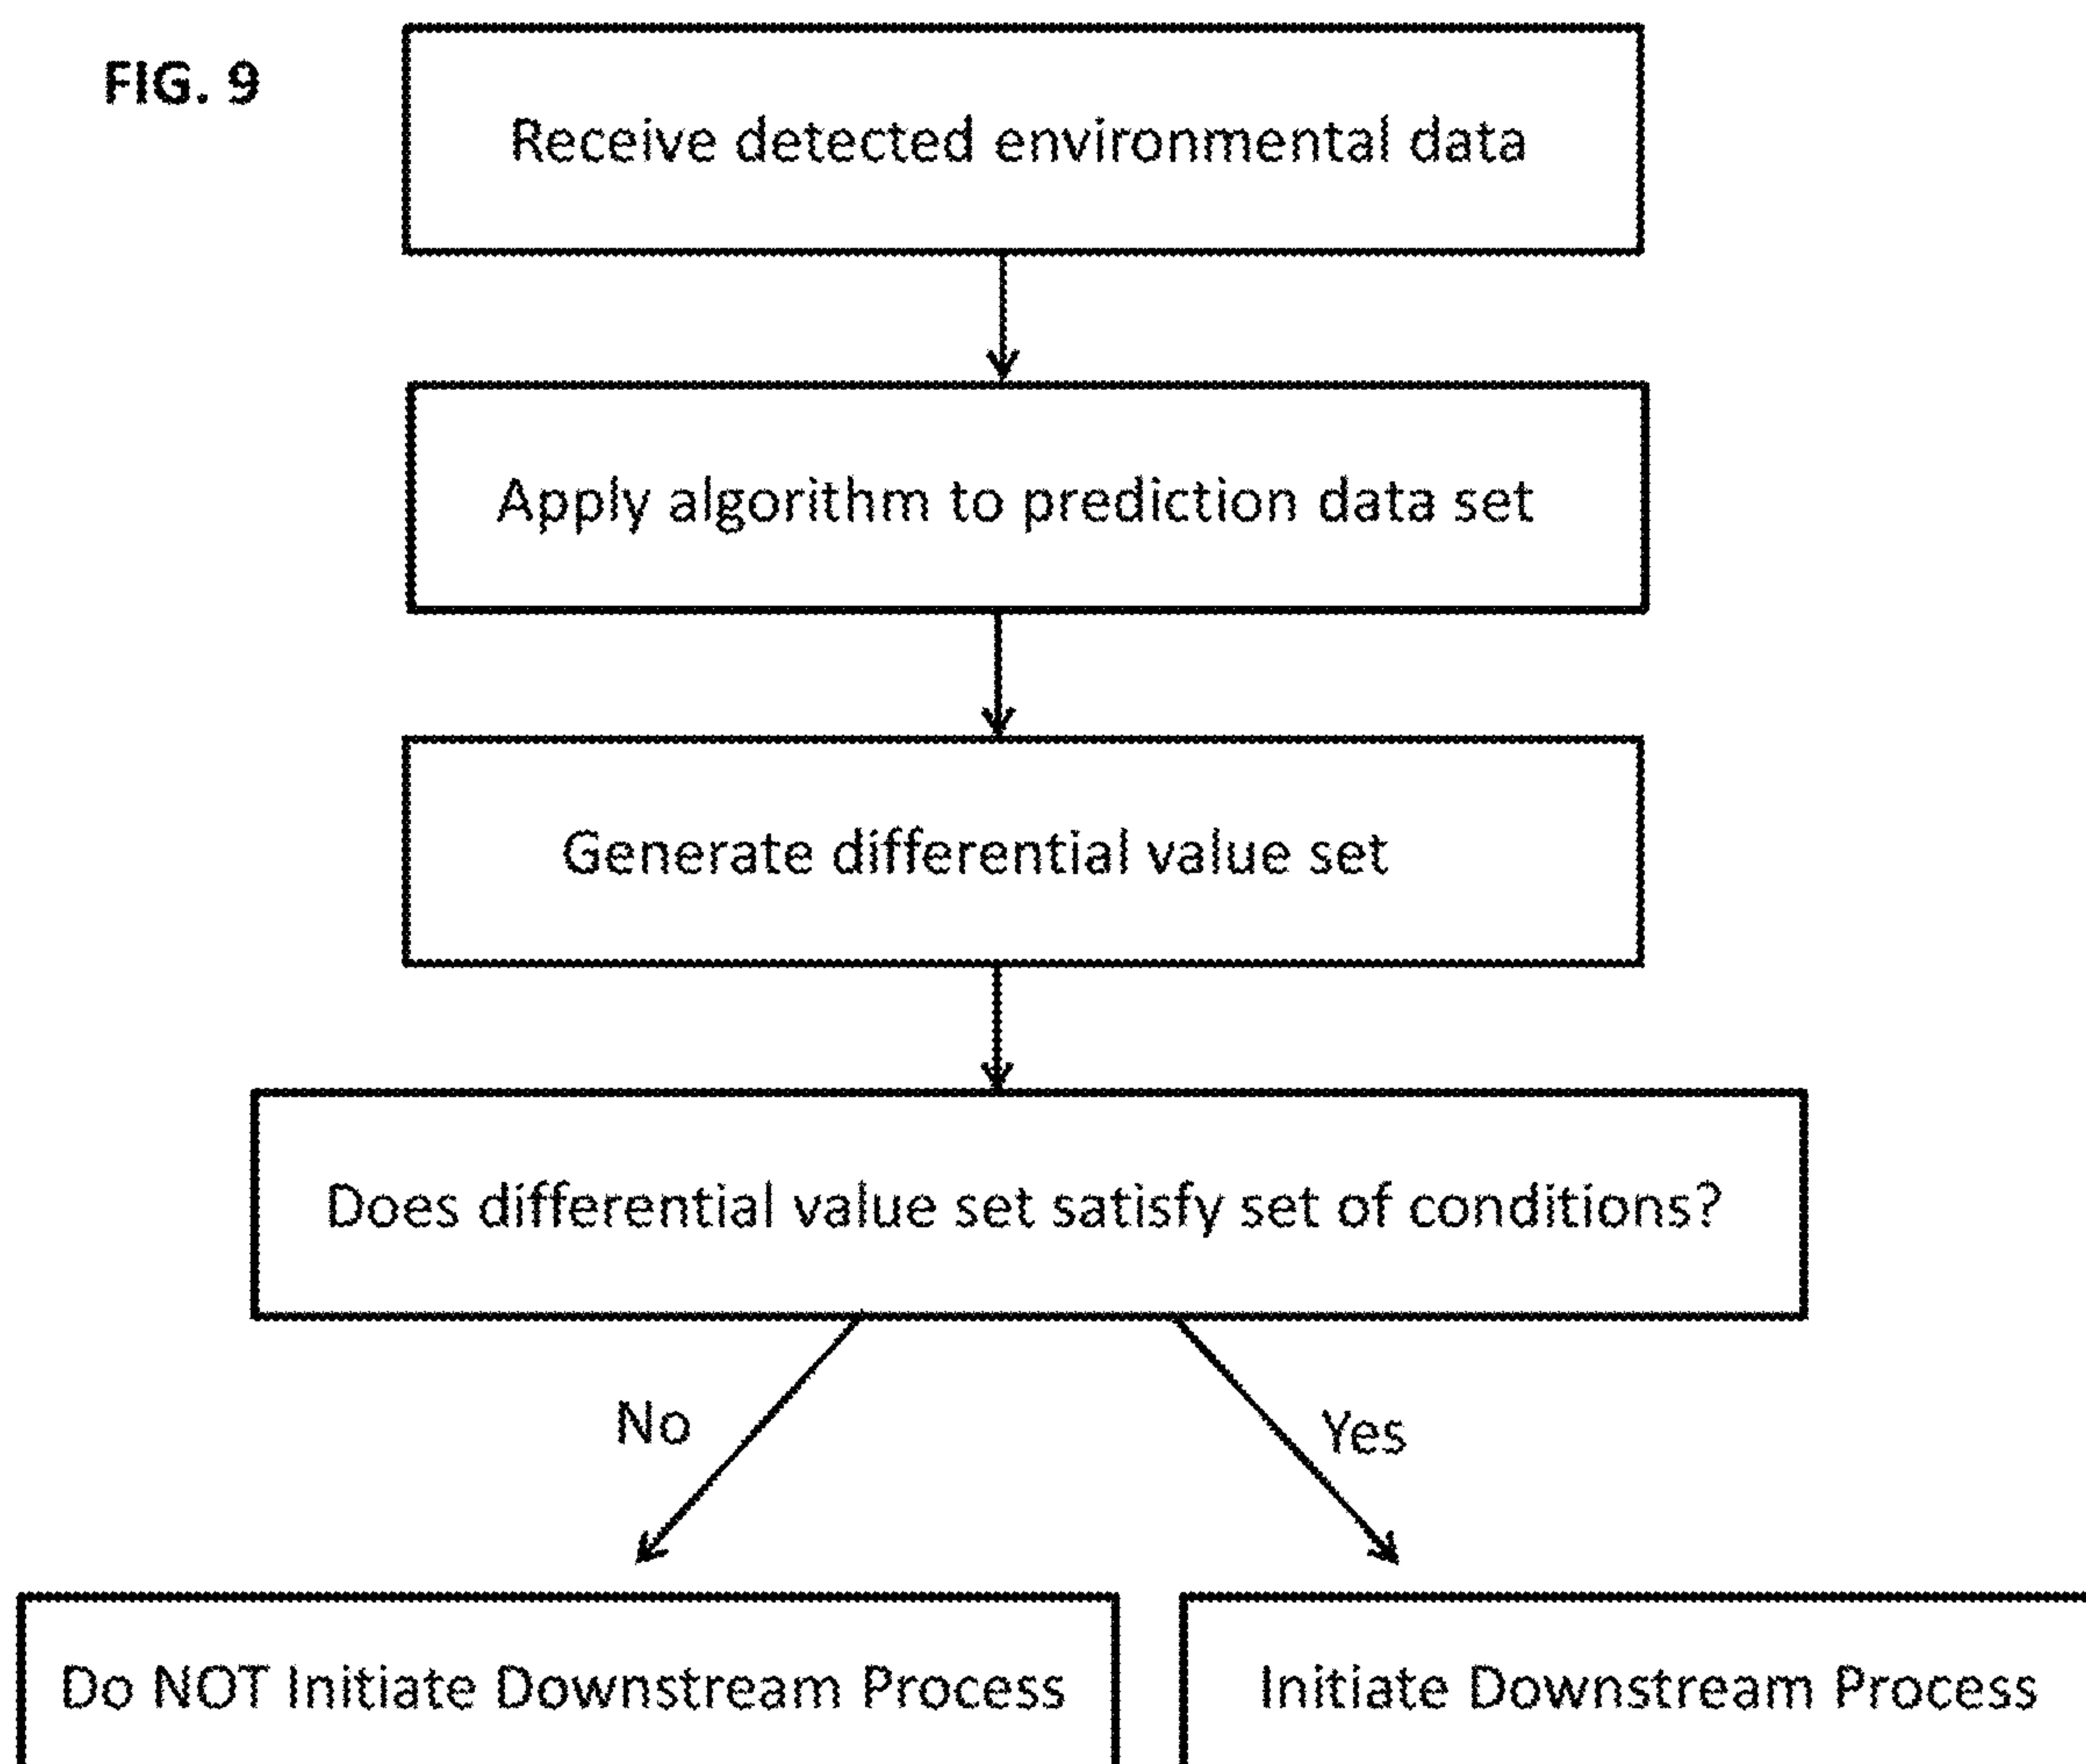 FIG. 9
Receive detected environmental data
Apply algorithm to prediction data set
Generate differential value set
Does differential value set satisfy set of conditions?
No
Yes
Do NOT Initiate Downstream Process
Initiate Downstream Process